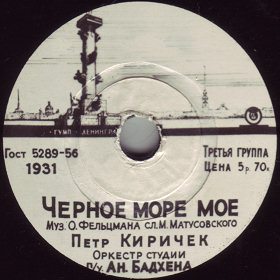 ГУМП ЛЕНИНГРАД
Гост 5289-56 ТРЕТЬЯ ГРУППА
1931 ЦЕНА 5 р. 70к
ЧЕРНОЕ МОРЕ МОЕ
Муз. О. Фельцмана сл. М. Матусовского
ПЕТР КИРИЧЕК
ОРКЕСТР СТУДИИ
П/у. АН. БАДХЕНА